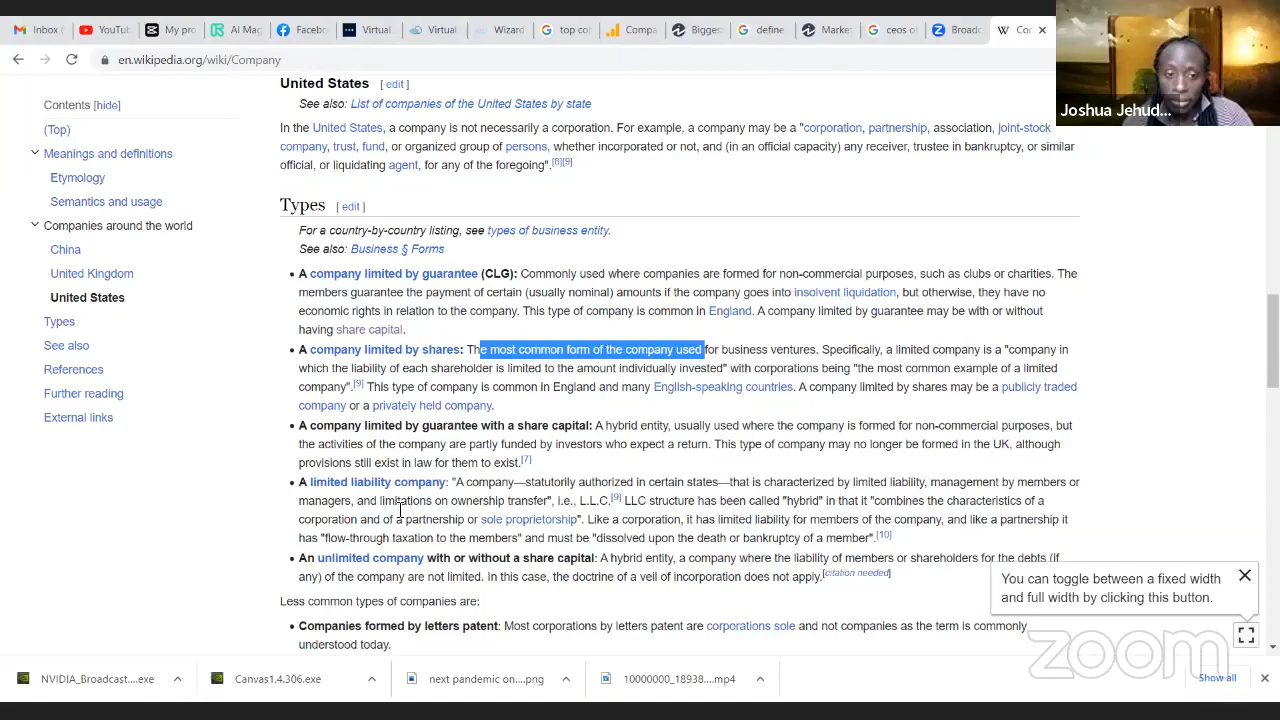 Inbox (
YouTub
My pro
AI Mag
Facebo
Virtual
Virtual
Wizard
top cor
Compa
Bigges
define
Market
ceos of
Broadc
Co
en.wikipedia.org/wiki/Company
Joshua Jehud...
Contents [hide]
(Top)
Meanings and definitions
Etymology
Semantics and usage
Companies around the world
China
United Kingdom
United States
Types
See also
References
Further reading
External links
United States [ edit ]
See also: List of companies of the United States by state
In the United States, a company is not necessarily a corporation. For example, a company may be a "corporation, partnership, association, joint-stock
company, trust, fund, or organized group of persons, whether incorporated or not, and (in an official capacity) any receiver, trustee in bankruptcy, or similar
official, or liquidating agent, for any of the foregoing".[8][9]
Types [ edit ]
For a country-by-country listing, see types of business entity.
See also: Business § Forms
• A company limited by guarantee (CLG): Commonly used where companies are formed for non-commercial purposes, such as clubs or charities. The
members guarantee the payment of certain (usually nominal) amounts if the company goes into insolvent liquidation, but otherwise, they have no
economic rights in relation to the company. This type of company is common in England. A company limited by guarantee may be with or without
having share capital.
• A company limited by shares: The most common form of the company used for business ventures. Specifically, a limited company is a "company in
which the liability of each shareholder is limited to the amount individually invested" with corporations being "the most common example of a limited
company".[9] This type of company is common in England and many English-speaking countries. A company limited by shares may be a publicly traded
company or a privately held company.
• A company limited by guarantee with a share capital: A hybrid entity, usually used where the company is formed for non-commercial purposes, but
the activities of the company are partly funded by investors who expect a return. This type of company may no longer be formed in the UK, although
provisions still exist in law for them to exist.[7]
• A limited liability company: "A company—statutorily authorized in certain states—that is characterized by limited liability, management by members or
managers, and limitations on ownership transfer", i.e., L.L.C.[9] LLC structure has been called "hybrid" in that it "combines the characteristics of a
corporation and of a partnership or sole proprietorship". Like a corporation, it has limited liability for members of the company, and like a partnership it
has "flow-through taxation to the members" and must be "dissolved upon the death or bankruptcy of a member".[10]
• An unlimited company with or without a share capital: A hybrid entity, a company where the liability of members or shareholders for the debts (if
any) of the company are not limited. In this case, the doctrine of a veil of incorporation does not apply.[citation needed]
Less common types of companies are:
• Companies formed by letters patent: Most corporations by letters patent are corporations sole and not companies as the term is commonly
understood today.
You can toggle between a fixed width
and full width by clicking this button.
zoom
NVIDIA_Broadcast....exe
Canvas1.4.306.exe
next pandemic on....png
10000000_18938....mp4
Show all